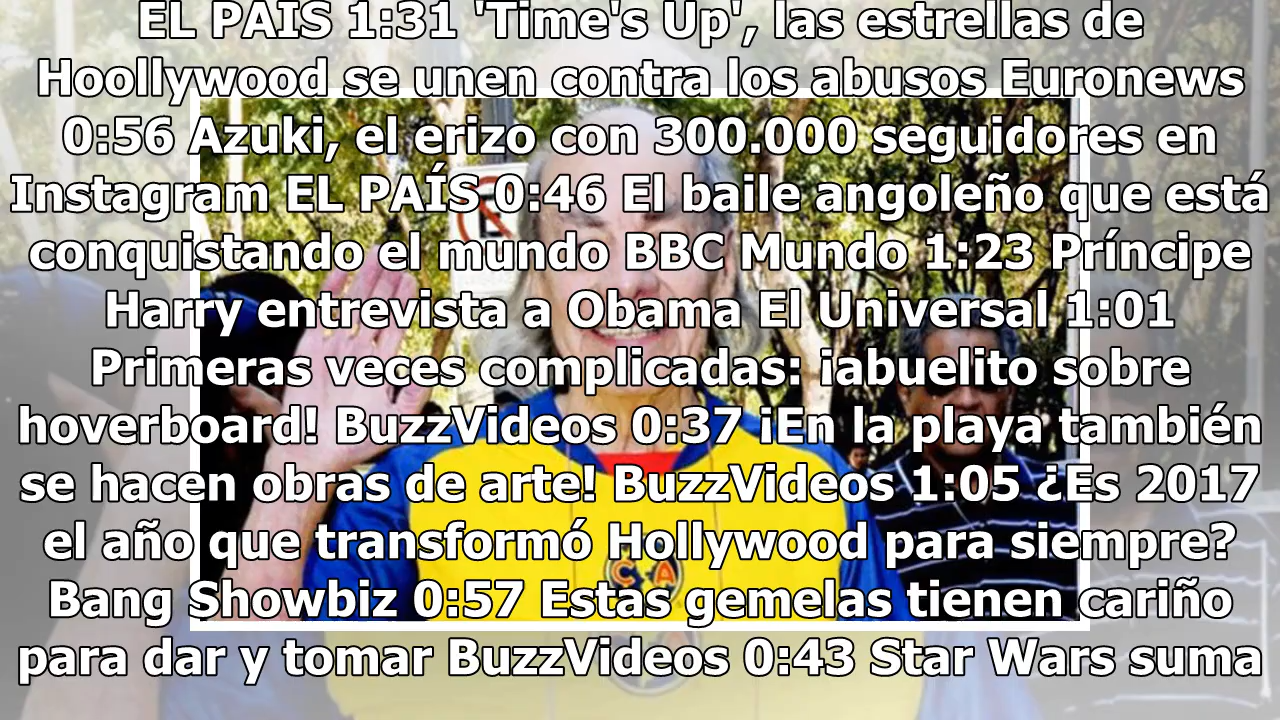 EL PAÍS 1:31 'Time's Up', las estrellas de
Hoollywood se unen contra los abusos Euronews
0:56 Azuki, el erizo con 300.000 seguidores en
Instagram EL PAÍS 0:46 El baile angoleño que está
conquistando el mundo BBC Mundo 1:23 Príncipe
Harry entrevista a Obama El Universal 1:01
Primeras veces complicadas: ¡abuelito sobre
hoverboard! BuzzVideos 0:37 ¡En la playa también
se hacen obras de arte! BuzzVideos 1:05 ¿Es 2017
el año que transformó Hollywood para siempre?
Bang Showbiz 0:57 Estas gemelas tienen cariño
para dar y tomar BuzzVideos 0:43 Star Wars suma
E
C A